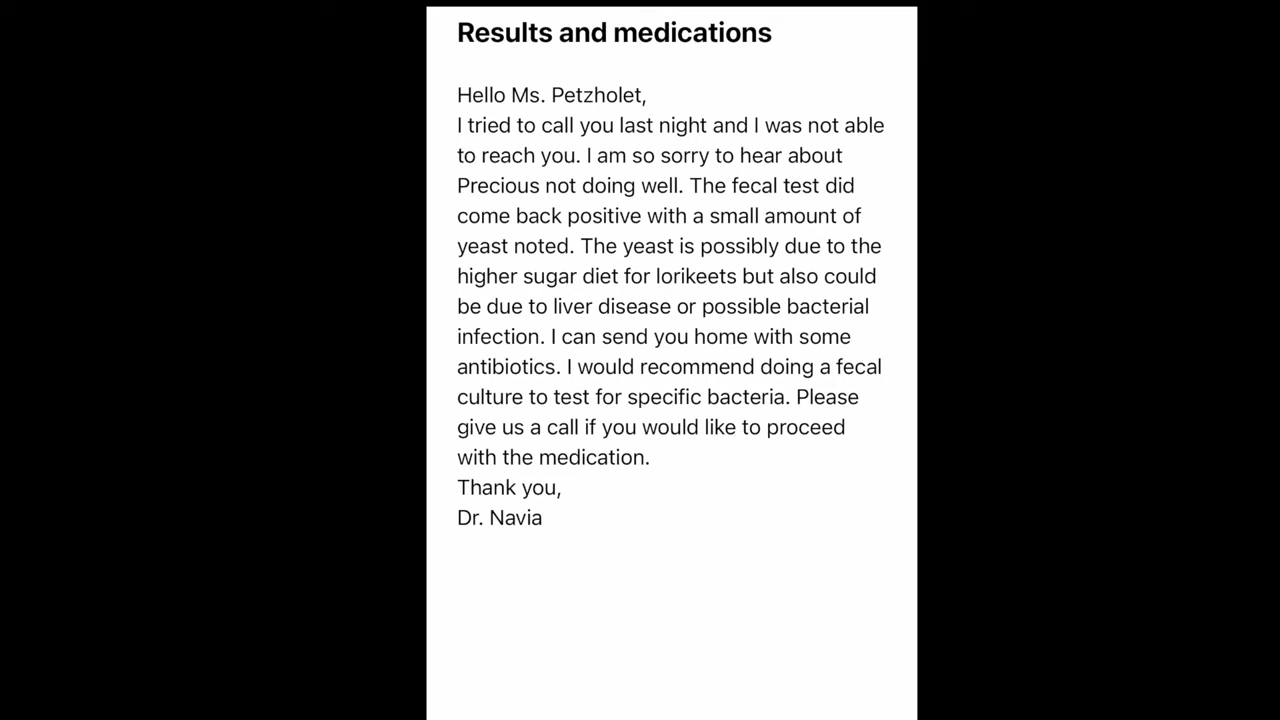 Results and medications
Hello Ms. Petzholet,
I tried to call you last night and I was not able
to reach you. I am so sorry to hear about
Precious not doing well. The fecal test did
come back positive with a small amount of
yeast noted. The yeast is possibly due to the
higher sugar diet for lorikeets but also could
be due to liver disease or possible bacterial
infection. I can send you home with some
antibiotics. I would recommend doing a fecal
culture to test for specific bacteria. Please
give us a call if you would like to proceed
with the medication.
Thank you,
Dr. Navia